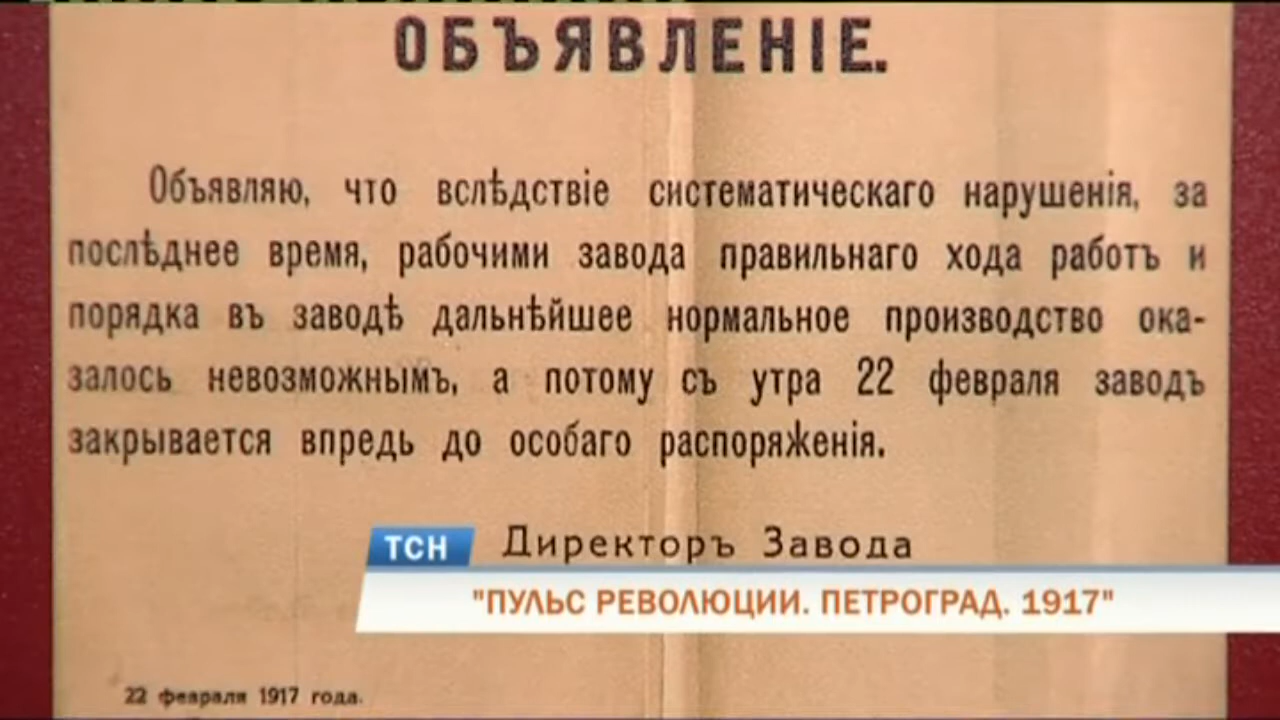 ОБЪЯВЛЕНІЕ.
Объявляю, что вслѣдствіе систематическаго нарушенія, за
послѣднее время, рабочими завода правильнаго хода работъ и
порядка въ заводѣ дальнѣйшее нормальное производство ока-
залось невозможнымъ, а потому съ утра 22 февраля заводъ
закрывается впредь до особаго распоряженія.
Директоръ Завода
ТСН
"ПУЛЬС РЕВОЛЮЦИИ. ПЕТРОГРАД. 1917"
22 февраля 1917 года.